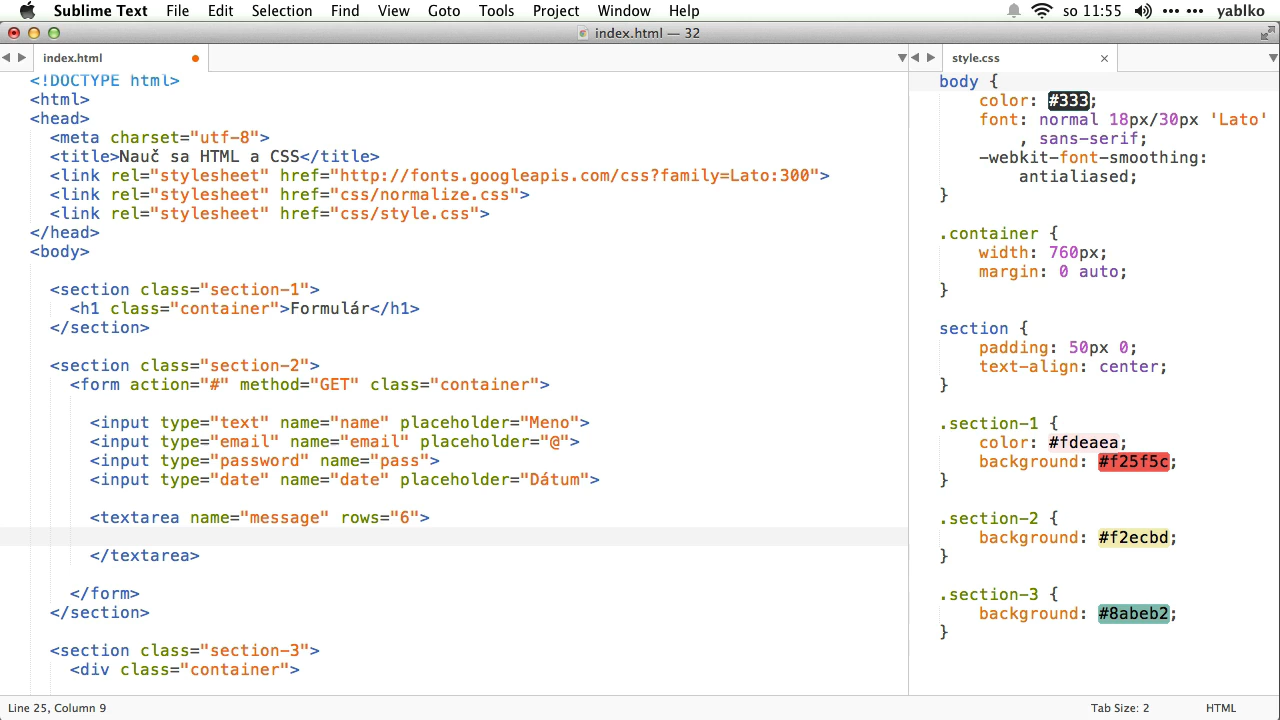 Sublime Text File Edit Selection Find View Goto Tools Project Window Help so 11:55 yablko
index.html — 32
index.html
<!DOCTYPE html>
<html>
<head>
<meta charset="utf-8">
<title>Nauč sa HTML a CSS</title>
<link rel="stylesheet" href="http://fonts.googleapis.com/css?family=Lato:300">
<link rel="stylesheet" href="css/normalize.css">
<link rel="stylesheet" href="css/style.css">
</head>
<body>
<section class="section-1">
<h1 class="container">Formulár</h1>
</section>
<section class="section-2">
<form action="#" method="GET" class="container">
<input type="text" name="name" placeholder="Meno">
<input type="email" name="email" placeholder="@">
<input type="password" name="pass">
<input type="date" name="date" placeholder="Dátum">
<textarea name="message" rows="6">
</textarea>
</form>
</section>
<section class="section-3">
<div class="container">
style.css ×
body {
color: #333;
font: normal 18px/30px 'Lato'
, sans-serif;
-webkit-font-smoothing:
antialiased;
}
.container {
width: 760px;
margin: 0 auto;
}
section {
padding: 50px 0;
text-align: center;
}
.section-1 {
color: #fdeaea;
background: #f25f5c;
}
.section-2 {
background: #f2ecbd;
}
.section-3 {
background: #8abeb2;
}
Line 25, Column 9 Tab Size: 2 HTML